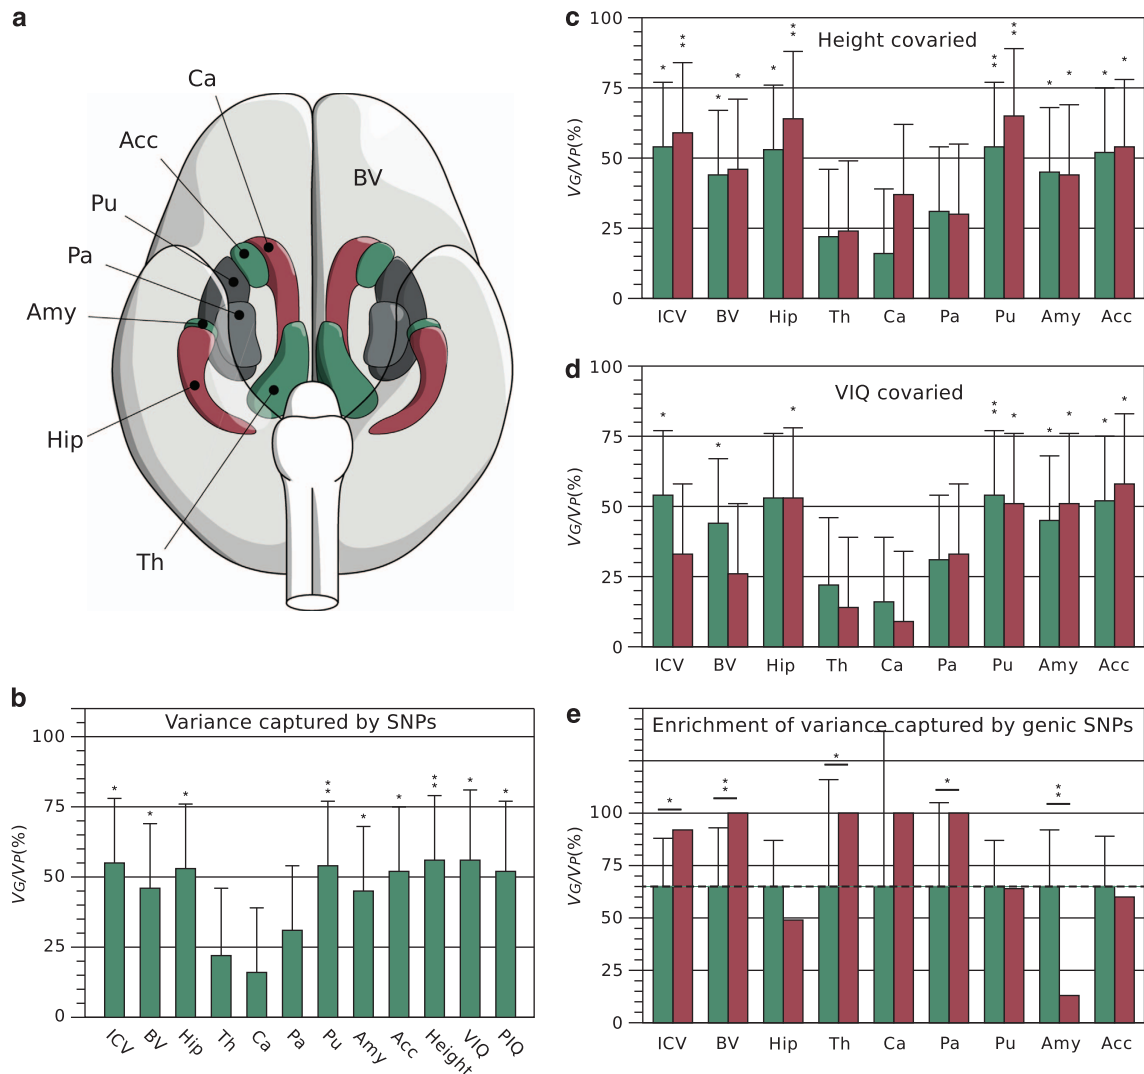 a
Ca
Acc
BV
Pu
Pa
Amy
Hip
Th
b
Variance captured by SNPs
VG/VP(%)
100
75
50
25
0
* * * ** * * ** * *
ICV BV Hip Th Ca Pa Pu Amy Acc Height VIQ PIQ
c
Height covaried
VG/VP(%)
100
75
50
25
0
* ** * * * ** ** ** * * * *
ICV BV Hip Th Ca Pa Pu Amy Acc
d
VIQ covaried
VG/VP(%)
100
75
50
25
0
* * * ** * * * * *
ICV BV Hip Th Ca Pa Pu Amy Acc
e
Enrichment of variance captured by genic SNPs
VG/VP(%)
100
75
50
25
0
* ** * * **
ICV BV Hip Th Ca Pa Pu Amy Acc